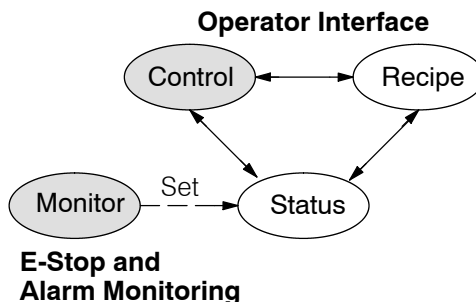 Operator Interface
Control
Recipe
Monitor
Set
Status
E-Stop and
Alarm Monitoring